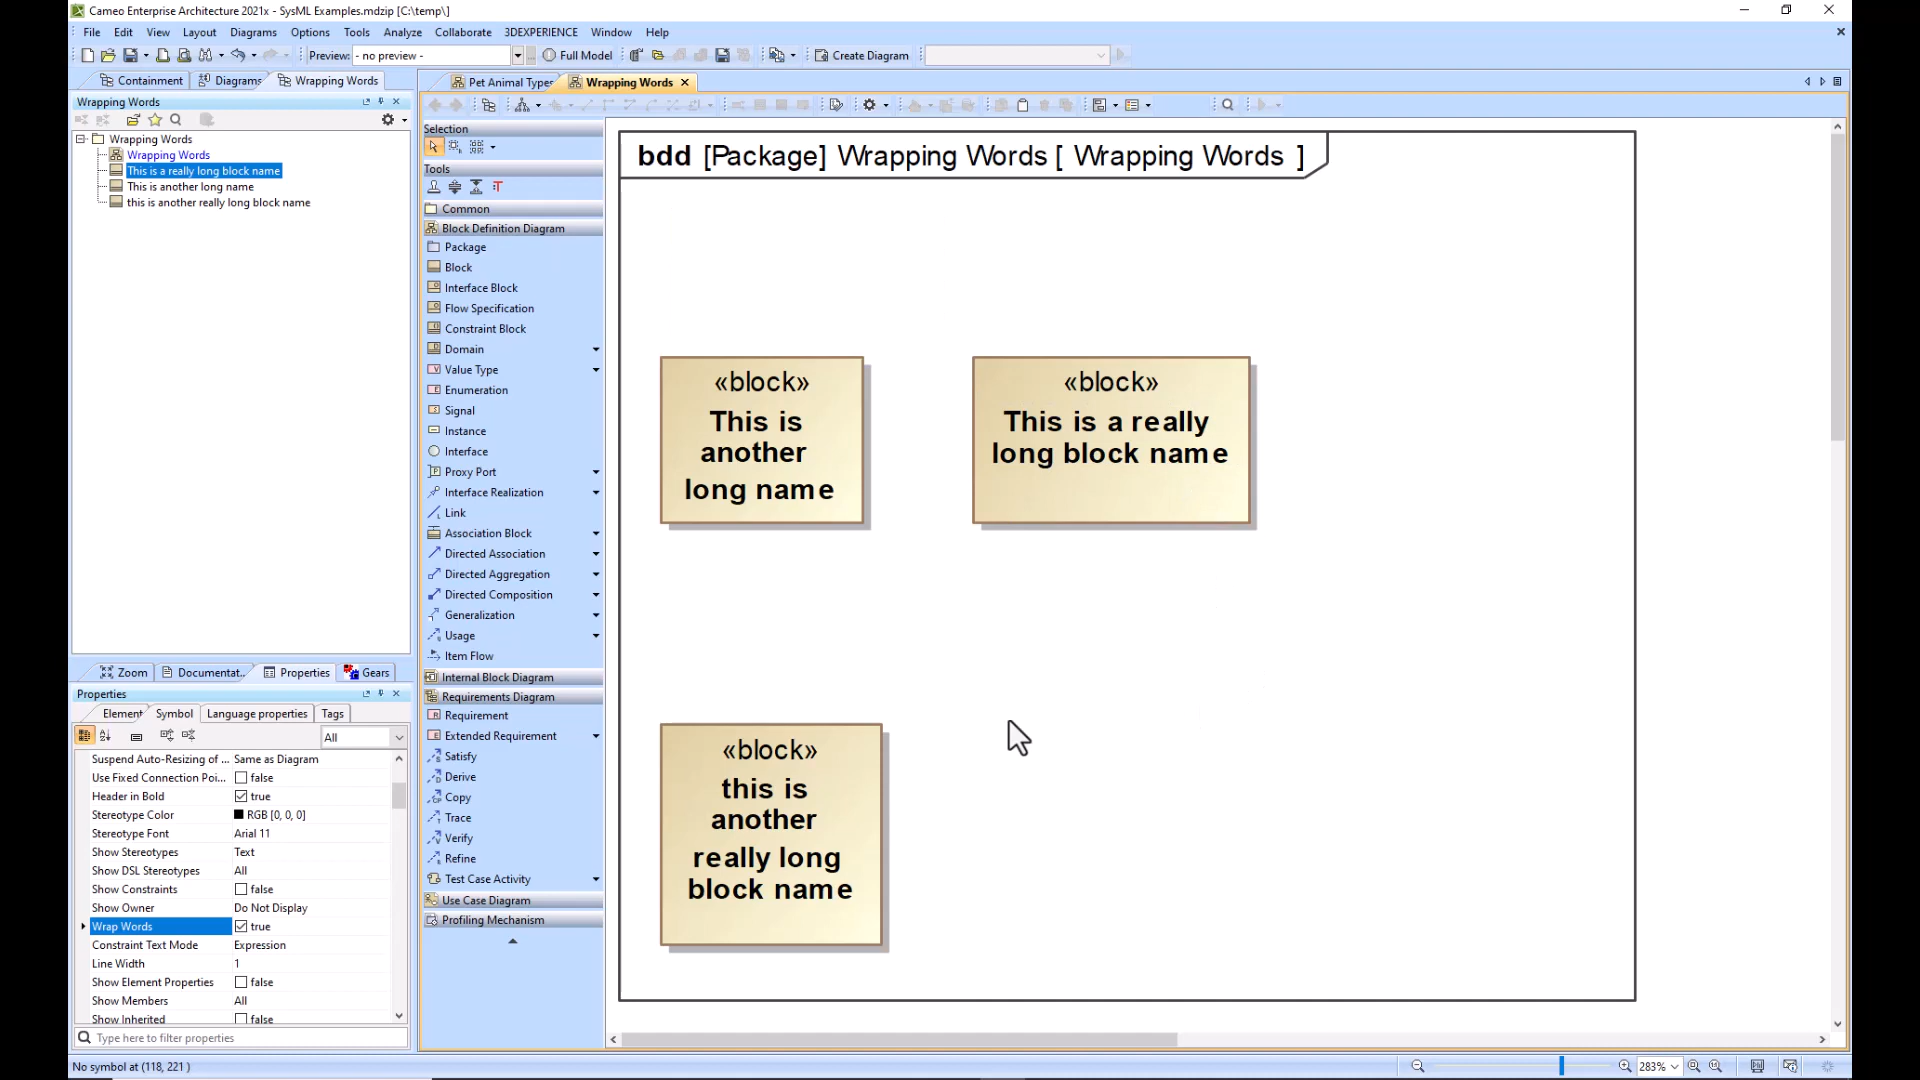 Cameo Enterprise Architecture 2021x - SysML Examples.mdzip [C:\temp\]
File Edit View Layout Diagrams Options Tools Analyze Collaborate 3DEXPERIENCE Window Help
Preview: - no preview - Full Model Create Diagram
Containment Diagrams Wrapping Words
Pet Animal Types Wrapping Words
Wrapping Words
Wrapping Words
Wrapping Words
This is a really long block name
This is another long name
this is another really long block name
Zoom Documentat... Properties Gears
Properties
Element Symbol Language properties Tags
All
Suspend Auto-Resizing of ... Same as Diagram
Use Fixed Connection Poi... false
Header in Bold true
Stereotype Color RGB [0, 0, 0]
Stereotype Font Arial 11
Show Stereotypes Text
Show DSL Stereotypes All
Show Constraints false
Show Owner Do Not Display
Wrap Words true
Constraint Text Mode Expression
Line Width 1
Show Element Properties false
Show Members All
Show Inherited false
Type here to filter properties
Selection
Tools
Common
Block Definition Diagram
Package
Block
Interface Block
Flow Specification
Constraint Block
Domain
Value Type
Enumeration
Signal
Instance
Interface
Proxy Port
Interface Realization
Link
Association Block
Directed Association
Directed Aggregation
Directed Composition
Generalization
Usage
Item Flow
Internal Block Diagram
Requirements Diagram
Requirement
Extended Requirement
Satisfy
Derive
Copy
Trace
Verify
Refine
Test Case Activity
Use Case Diagram
Profiling Mechanism
bdd [Package] Wrapping Words [ Wrapping Words ]
«block»
This is
another
long name
«block»
This is a really
long block name
«block»
this is
another
really long
block name
No symbol at (118, 221 )
283%